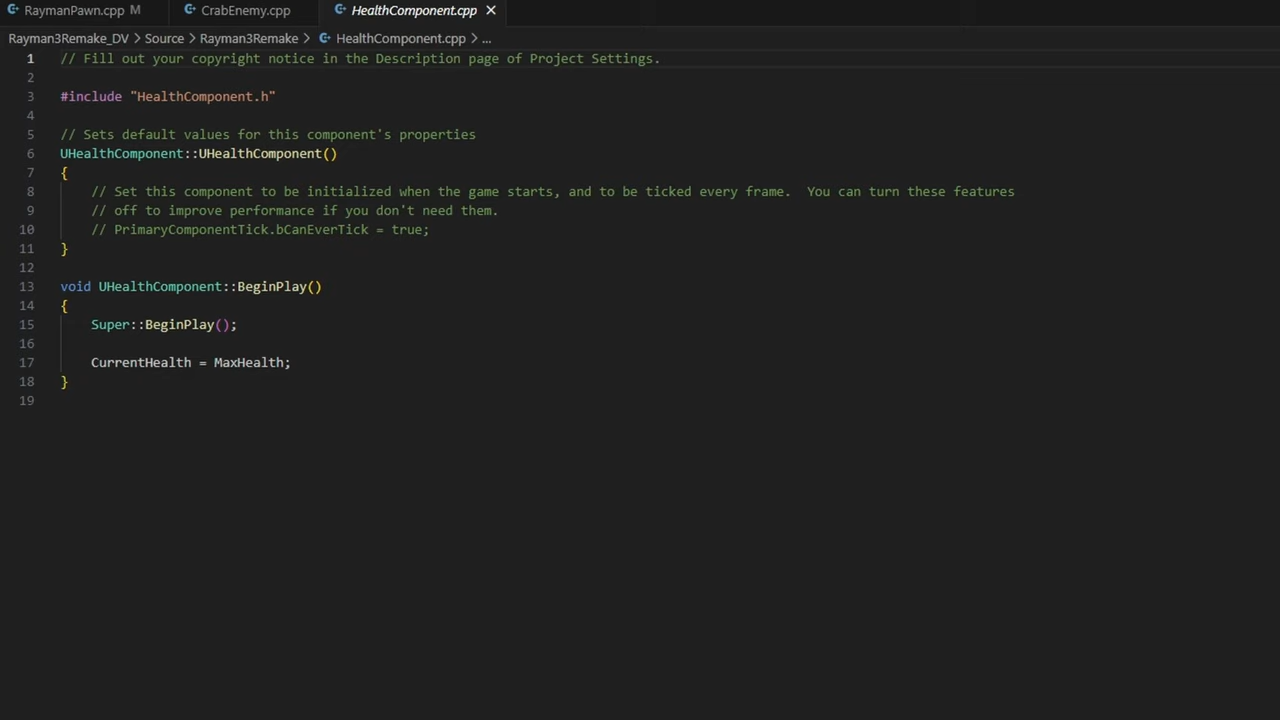 RaymanPawn.cpp M CrabEnemy.cpp HealthComponent.cpp
Rayman3Remake_DV > Source > Rayman3Remake > HealthComponent.cpp > ...
1 // Fill out your copyright notice in the Description page of Project Settings.
2
3 #include "HealthComponent.h"
4
5 // Sets default values for this component's properties
6 UHealthComponent::UHealthComponent()
7 {
8 // Set this component to be initialized when the game starts, and to be ticked every frame.  You can turn these features
9 // off to improve performance if you don't need them.
10 // PrimaryComponentTick.bCanEverTick = true;
11 }
12
13 void UHealthComponent::BeginPlay()
14 {
15 Super::BeginPlay();
16
17 CurrentHealth = MaxHealth;
18 }
19